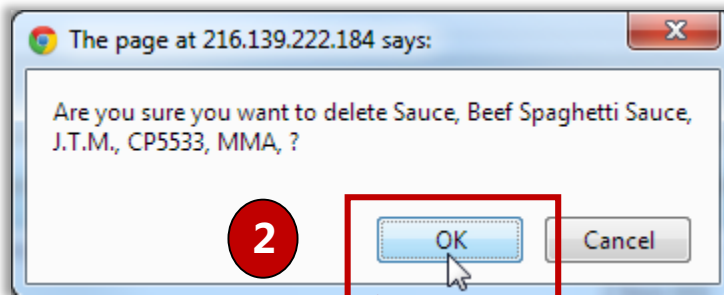 The page at 216.139.222.184 says:
x
Are you sure you want to delete Sauce, Beef Spaghetti Sauce,
J.T.M., CP5533, MMA, ?
2
OK
Cancel